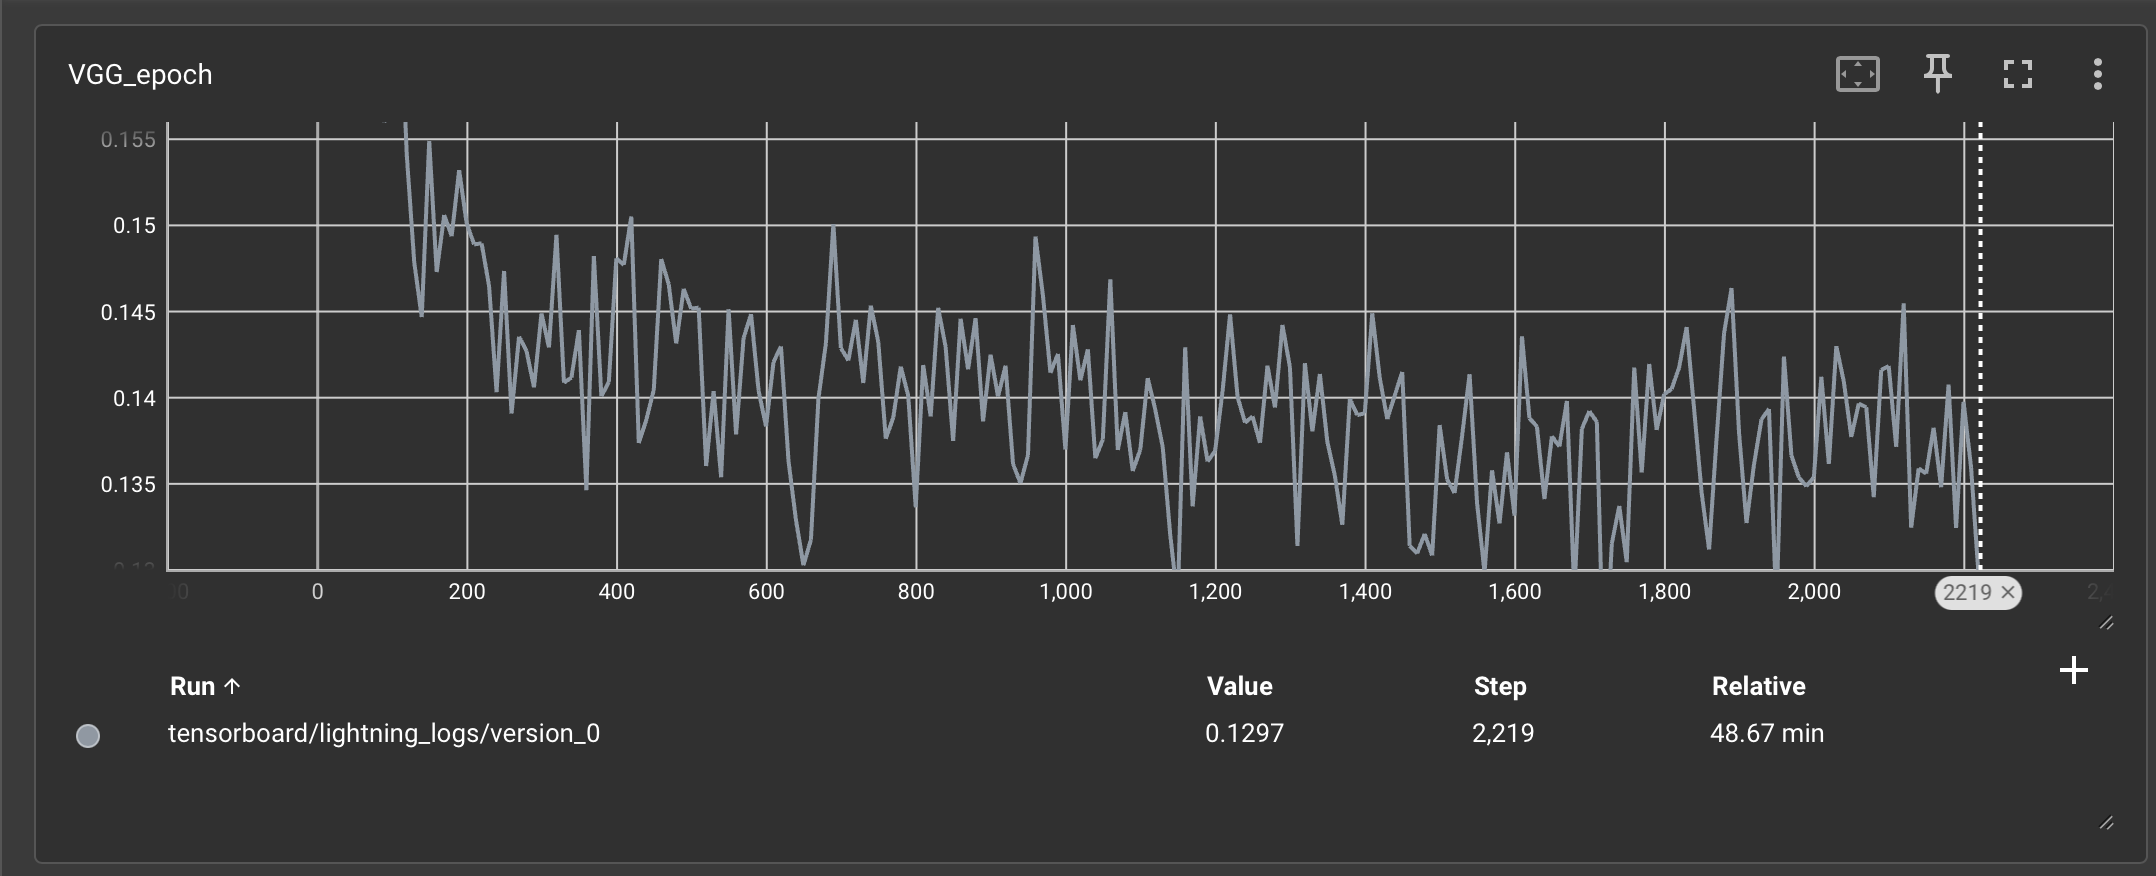 VGG_epoch
0.155
0.15
0.145
0.14
0.135
0 200 400 600 800 1,000 1,200 1,400 1,600 1,800 2,000 2219 ×
Run ↑ Value Step Relative
tensorboard/lightning_logs/version_0 0.1297 2,219 48.67 min